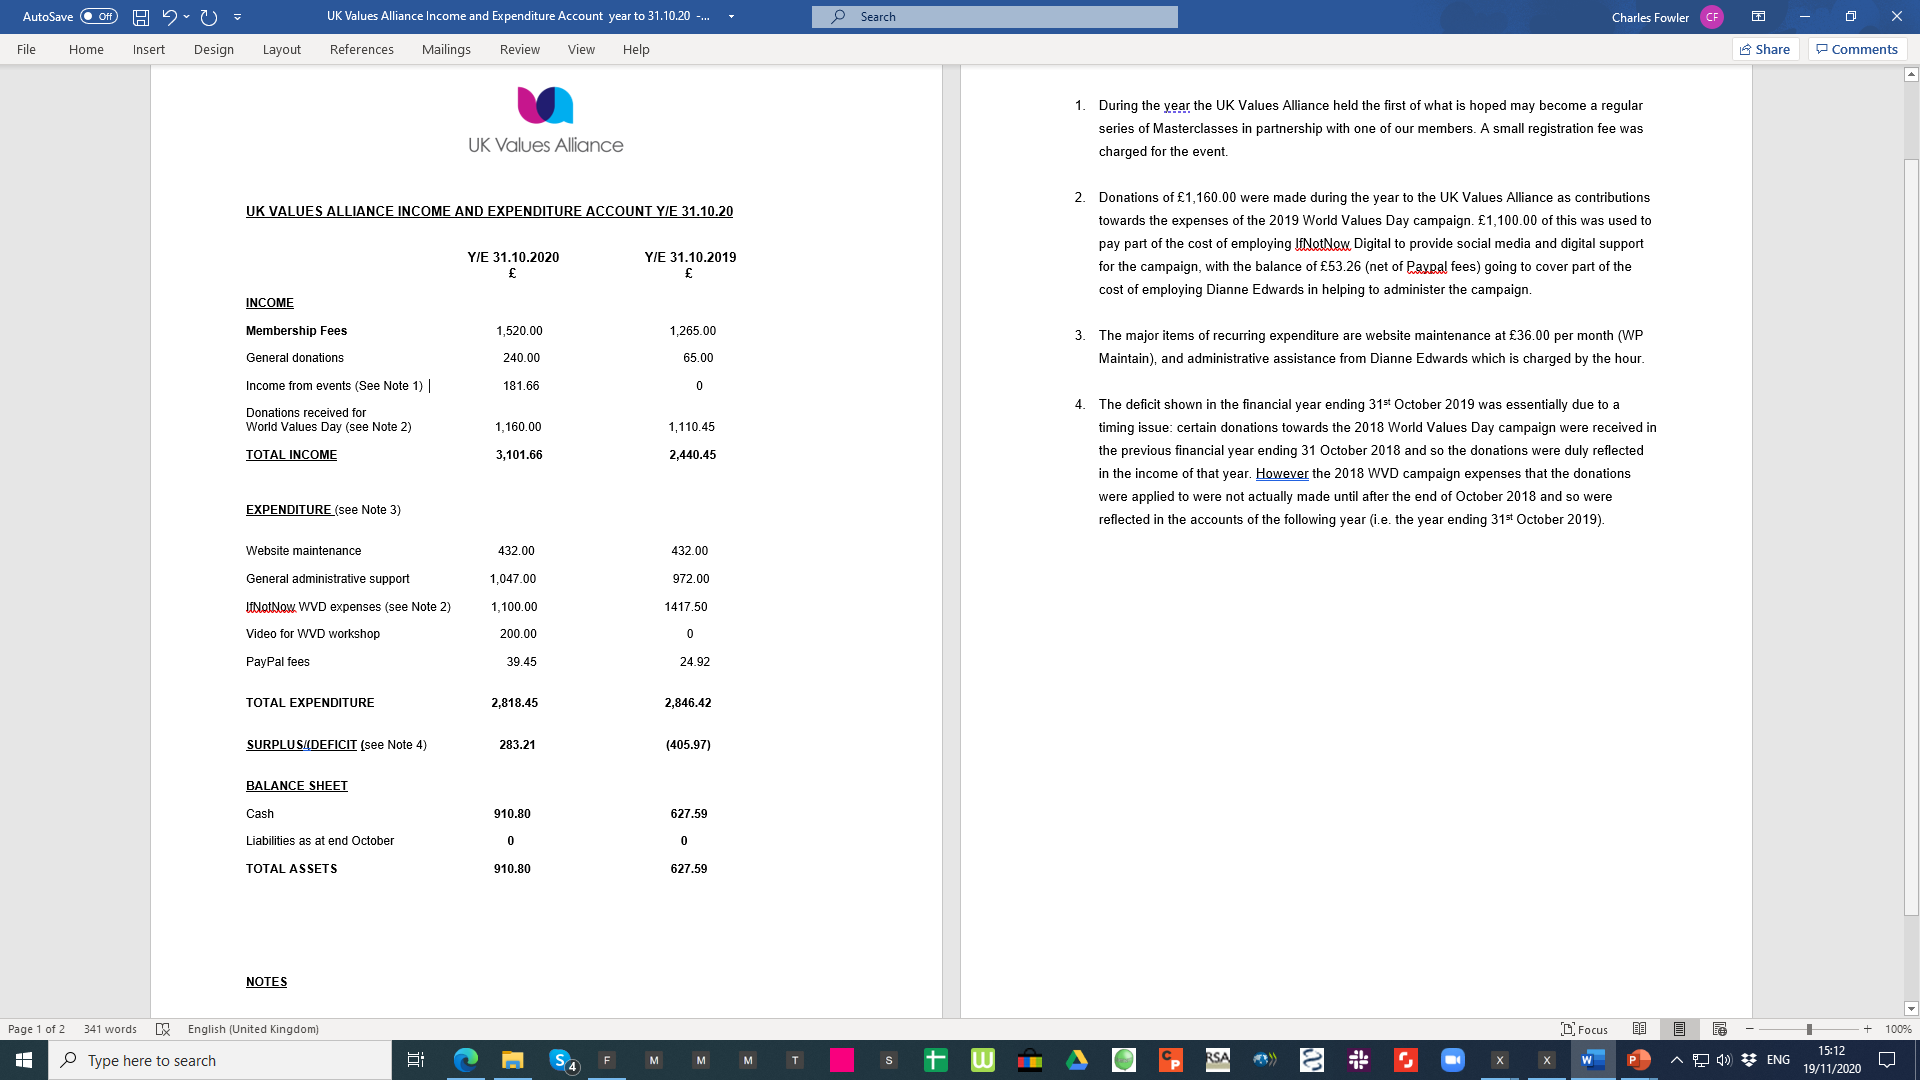 AutoSave Off UK Values Alliance Income and Expenditure Account year to 31.10.20 -... Search Charles Fowler CF
File Home Insert Design Layout References Mailings Review View Help Share Comments
UK Values Alliance
UK VALUES ALLIANCE INCOME AND EXPENDITURE ACCOUNT Y/E 31.10.20
Y/E 31.10.2020 Y/E 31.10.2019
£ £
INCOME
Membership Fees 1,520.00 1,265.00
General donations 240.00 65.00
Income from events (See Note 1) 181.66 0
Donations received for
World Values Day (see Note 2) 1,160.00 1,110.45
TOTAL INCOME 3,101.66 2,440.45
EXPENDITURE (see Note 3)
Website maintenance 432.00 432.00
General administrative support 1,047.00 972.00
IfNotNow WVD expenses (see Note 2) 1,100.00 1417.50
Video for WVD workshop 200.00 0
PayPal fees 39.45 24.92
TOTAL EXPENDITURE 2,818.45 2,846.42
SURPLUS/(DEFICIT (see Note 4) 283.21 (405.97)
BALANCE SHEET
Cash 910.80 627.59
Liabilities as at end October 0 0
TOTAL ASSETS 910.80 627.59
NOTES
1. During the year the UK Values Alliance held the first of what is hoped may become a regular
series of Masterclasses in partnership with one of our members. A small registration fee was
charged for the event.
2. Donations of £1,160.00 were made during the year to the UK Values Alliance as contributions
towards the expenses of the 2019 World Values Day campaign. £1,100.00 of this was used to
pay part of the cost of employing IfNotNow Digital to provide social media and digital support
for the campaign, with the balance of £53.26 (net of Paypal fees) going to cover part of the
cost of employing Dianne Edwards in helping to administer the campaign.
3. The major items of recurring expenditure are website maintenance at £36.00 per month (WP
Maintain), and administrative assistance from Dianne Edwards which is charged by the hour.
4. The deficit shown in the financial year ending 31st October 2019 was essentially due to a
timing issue: certain donations towards the 2018 World Values Day campaign were received in
the previous financial year ending 31 October 2018 and so the donations were duly reflected
in the income of that year. However the 2018 WVD campaign expenses that the donations
were applied to were not actually made until after the end of October 2018 and so were
reflected in the accounts of the following year (i.e. the year ending 31st October 2019).
Page 1 of 2 341 words English (United Kingdom) Focus 100%
Type here to search S 4 F M M M T S W CP RSA X X W P ENG 15:12
19/11/2020